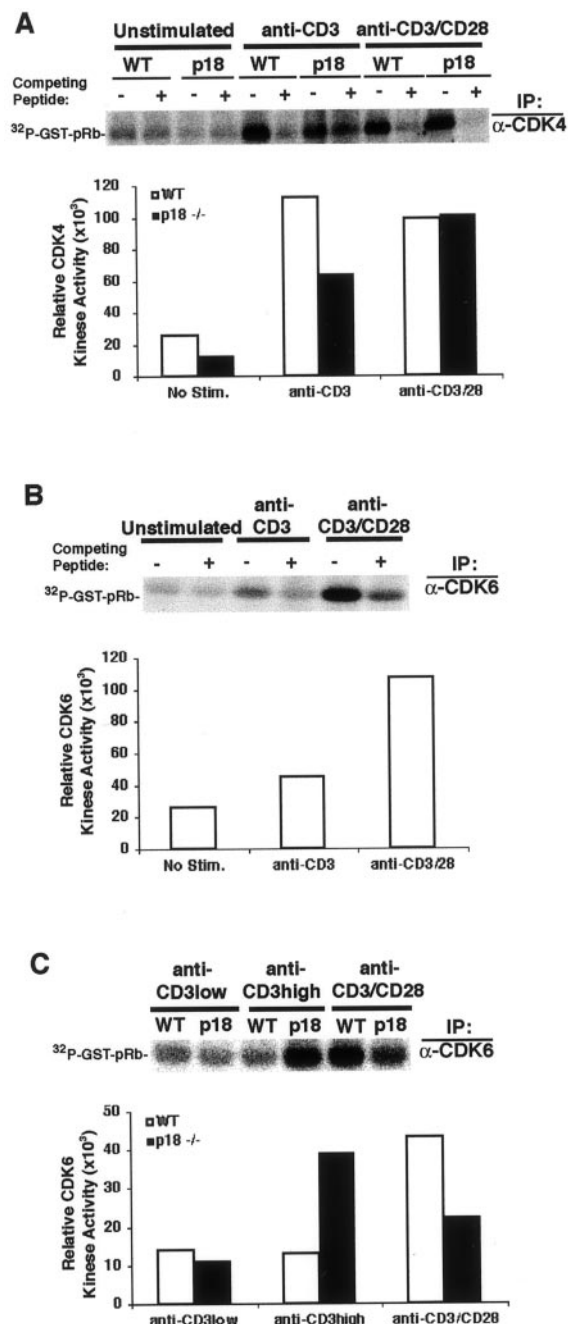 A
Unstimulated anti-CD3 anti-CD3/CD28
WT p18 WT p18 WT p18
Competing
Peptide: - + - + - + - + - + - +
IP:
³²P-GST-pRb- α-CDK4
Relative CDK4
Kinese Activity (x10³)
120
100
80
60
40
20
0
WT
p18 -/-
No Stim. anti-CD3 anti-CD3/28
B
Unstimulated anti-CD3 anti-CD3/CD28
Competing
Peptide: - + - + - +
IP:
³²P-GST-pRb- α-CDK6
Relative CDK6
Kinese Activity (x10³)
120
100
80
60
40
20
0
No Stim. anti-CD3 anti-CD3/28
C
anti-CD3low anti-CD3high anti-CD3/CD28
WT p18 WT p18 WT p18
IP:
³²P-GST-pRb- α-CDK6
Relative CDK6
Kinese Activity (x10³)
50
40
30
20
10
0
WT
p18 -/-
anti-CD3low anti-CD3high anti-CD3/CD28